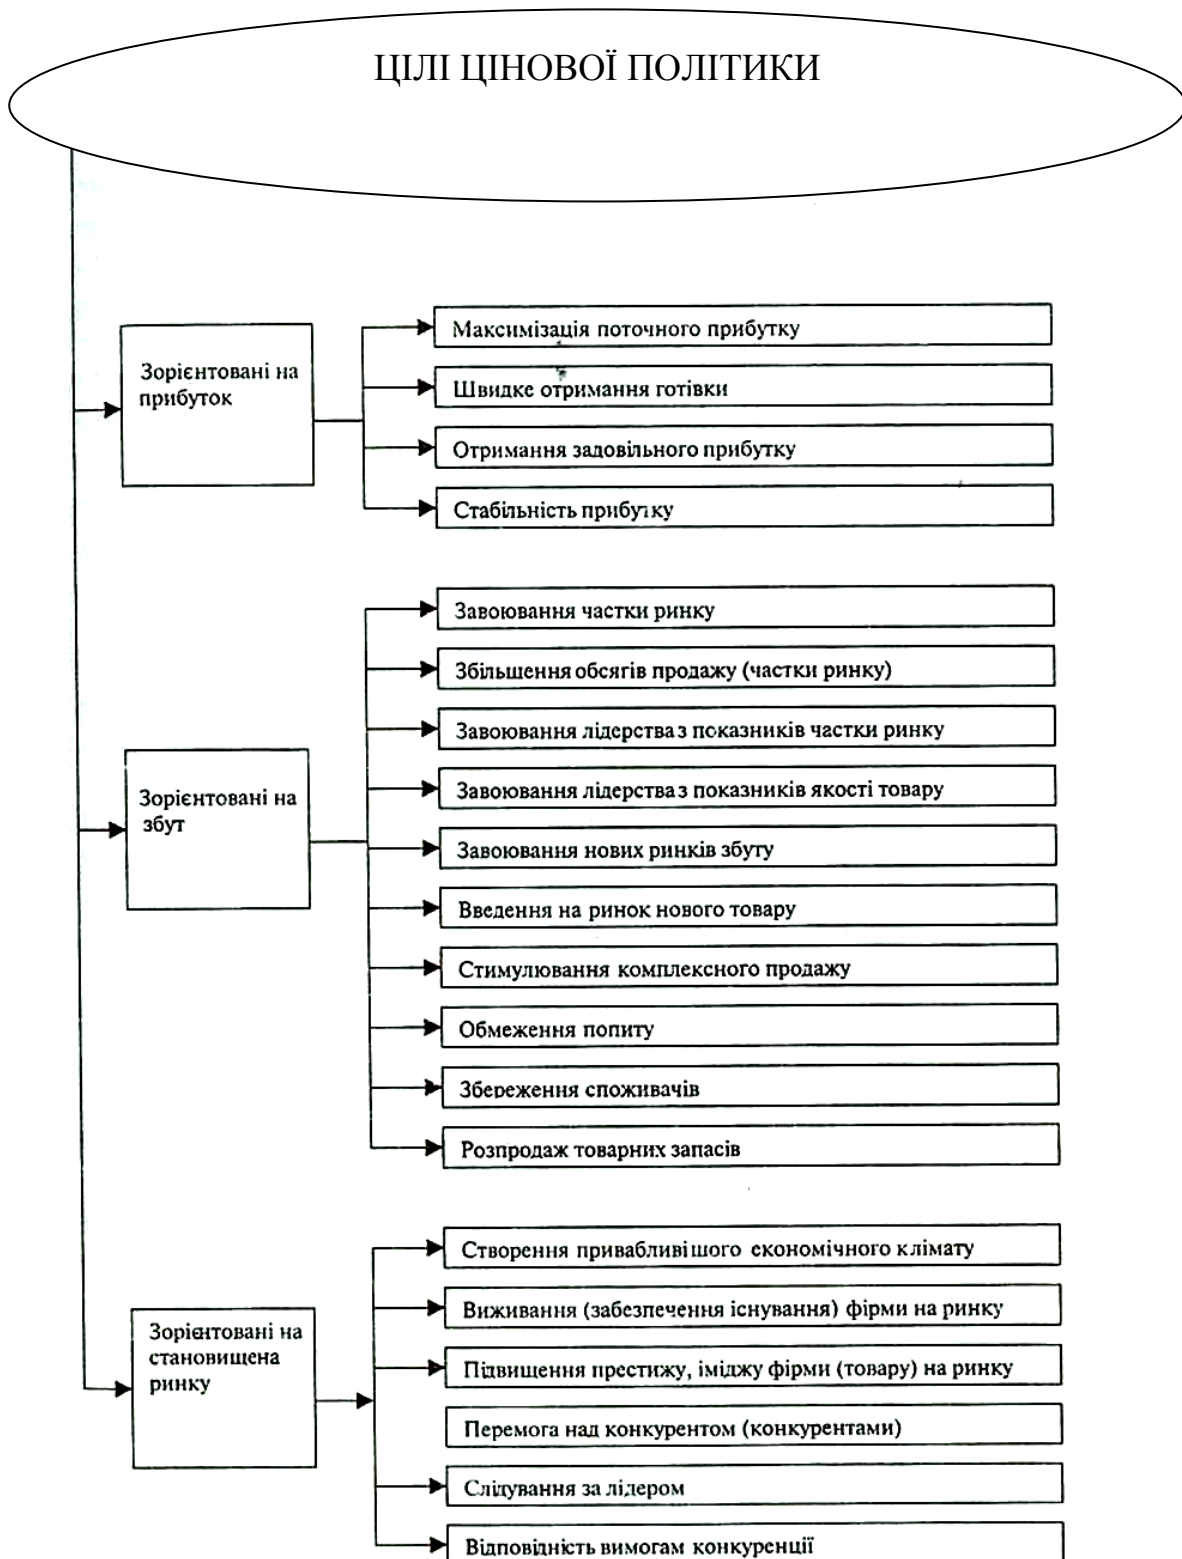 ЦІЛІ ЦІНОВОЇ ПОЛІТИКИ
Зорієнтовані на
прибуток
Максимізація поточного прибутку
Швидке отримання готівки
Отримання задовільного прибутку
Стабільність прибутку
Зорієнтовані на
збут
Завоювання частки ринку
Збільшення обсягів продажу (частки ринку)
Завоювання лідерства з показників частки ринку
Завоювання лідерства з показників якості товару
Завоювання нових ринків збуту
Введення на ринок нового товару
Стимулювання комплексного продажу
Обмеження попиту
Збереження споживачів
Розпродаж товарних запасів
Зорієнтовані на
становищена
ринку
Створення привабливішого економічного клімату
Виживання (забезпечення існування) фірми на ринку
Підвищення престижу, іміджу фірми (товару) на ринку
Перемога над конкурентом (конкурентами)
Слідування за лідером
Відповідність вимогам конкуренції